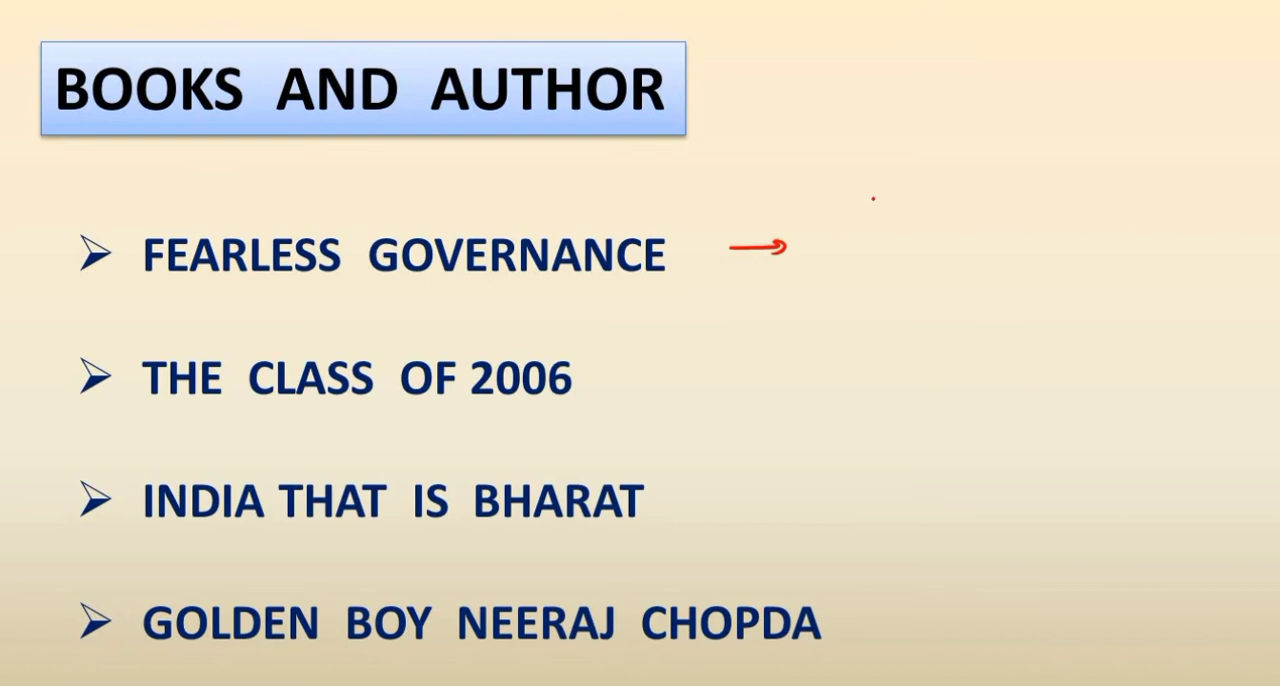 BOOKS AND AUTHOR
FEARLESS GOVERNANCE
THE CLASS OF 2006
INDIA THAT IS BHARAT
GOLDEN BOY NEERAJ CHOPDA